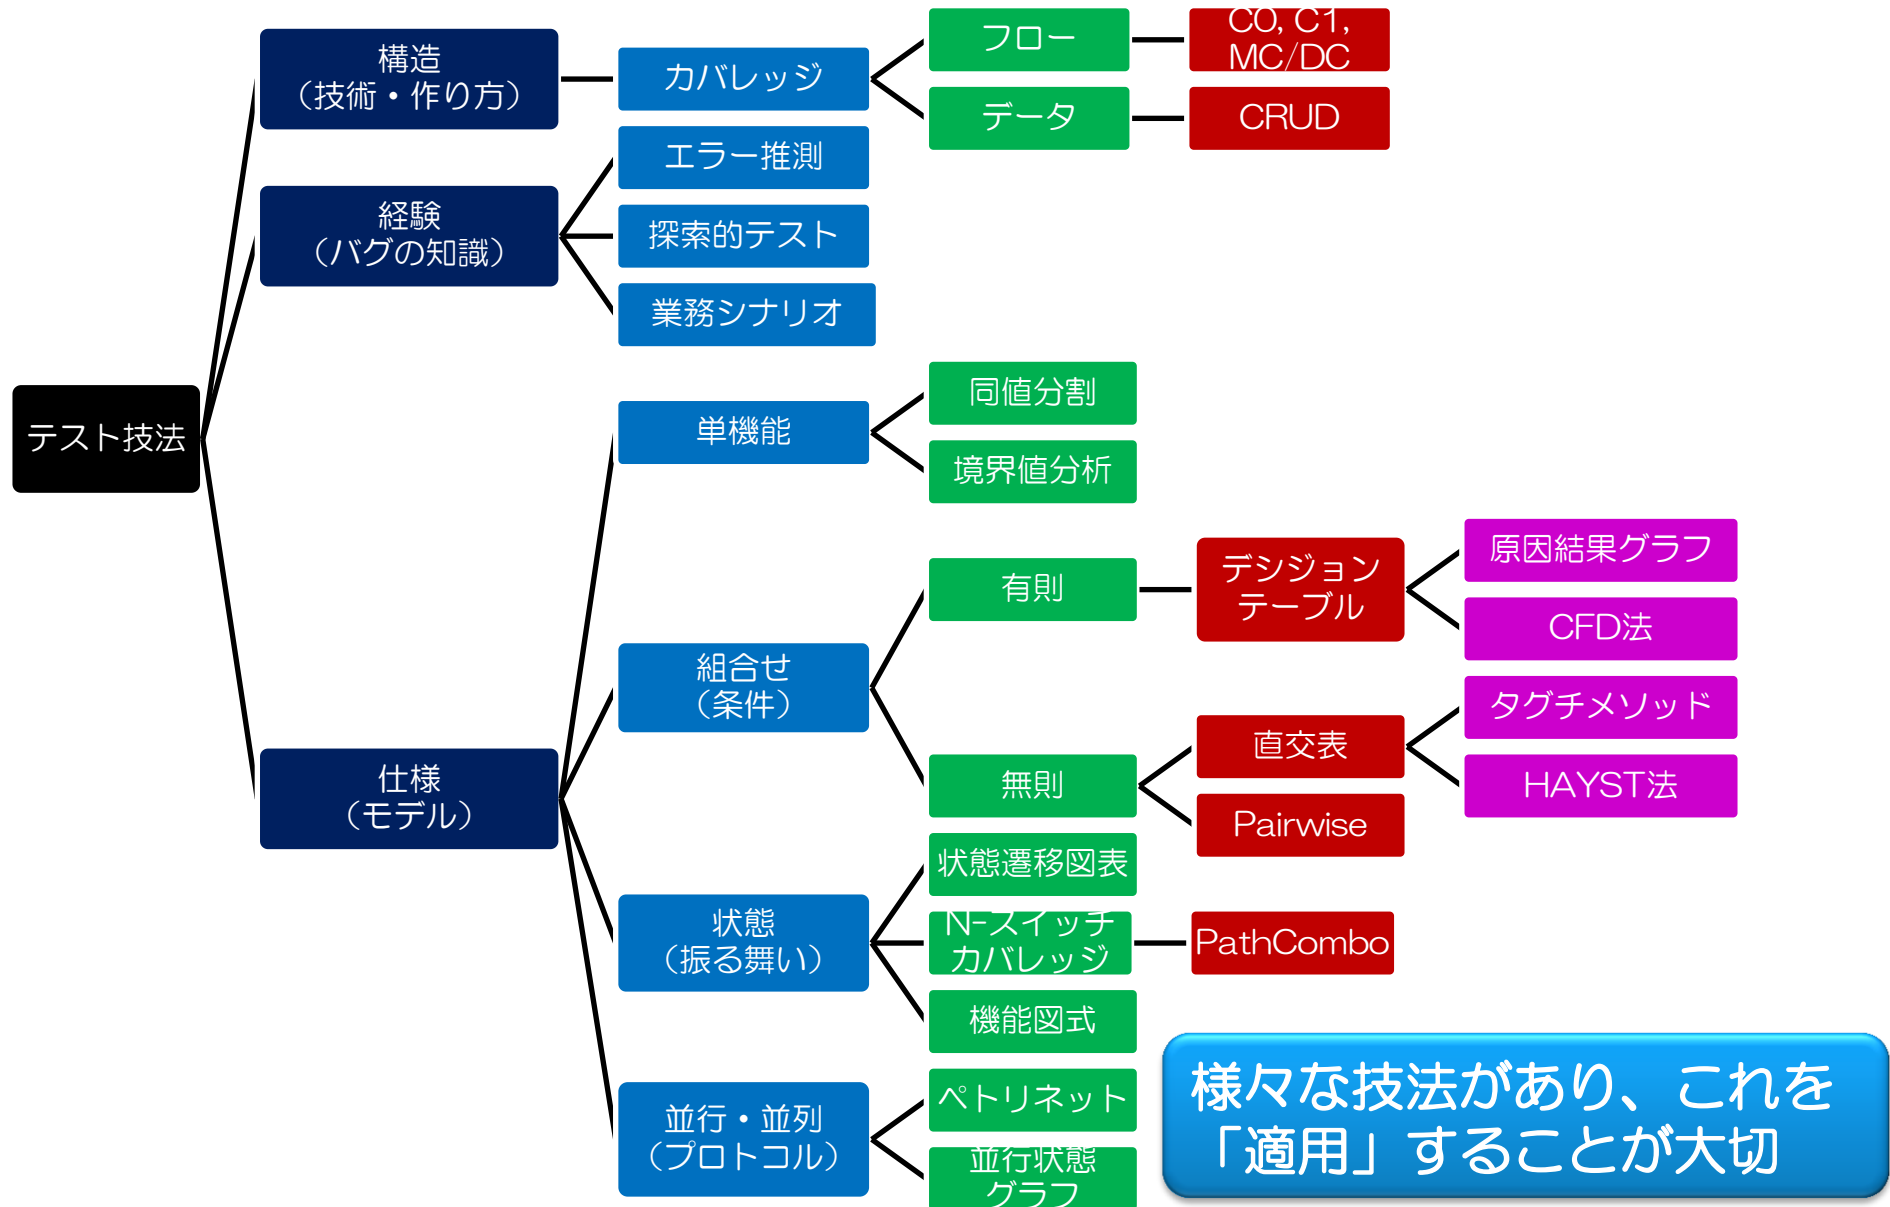 テスト技法
構造
（技術・作り方）
カバレッジ
フロー
C0, C1,
MC/DC
データ
CRUD
経験
（バグの知識）
エラー推測
探索的テスト
業務シナリオ
仕様
（モデル）
単機能
同値分割
境界値分析
組合せ
（条件）
有則
デシジョン
テーブル
原因結果グラフ
CFD法
無則
直交表
タグチメソッド
HAYST法
Pairwise
状態
（振る舞い）
状態遷移図表
N-スイッチ
カバレッジ
PathCombo
機能図式
並行・並列
（プロトコル）
ペトリネット
並行状態
グラフ
様々な技法があり、これを
「適用」することが大切